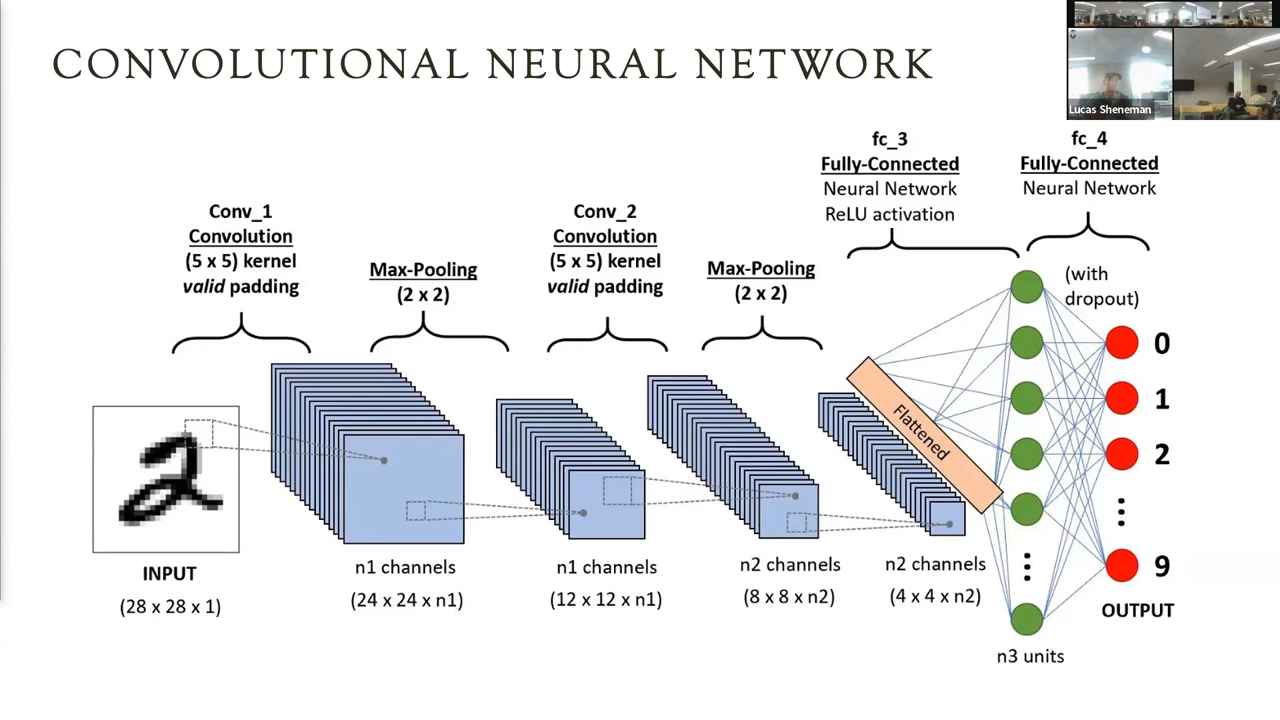 CONVOLUTIONAL NEURAL NETWORK
Lucas Sheneman
Conv_1
Convolution
(5 x 5) kernel
valid padding
Max-Pooling
(2 x 2)
Conv_2
Convolution
(5 x 5) kernel
valid padding
Max-Pooling
(2 x 2)
fc_3
Fully-Connected
Neural Network
ReLU activation
fc_4
Fully-Connected
Neural Network
(with
dropout)
INPUT
(28 x 28 x 1)
2
n1 channels
(24 x 24 x n1)
n1 channels
(12 x 12 x n1)
n2 channels
(8 x 8 x n2)
n2 channels
(4 x 4 x n2)
Flattened
n3 units
0
1
2
⋮
9
OUTPUT